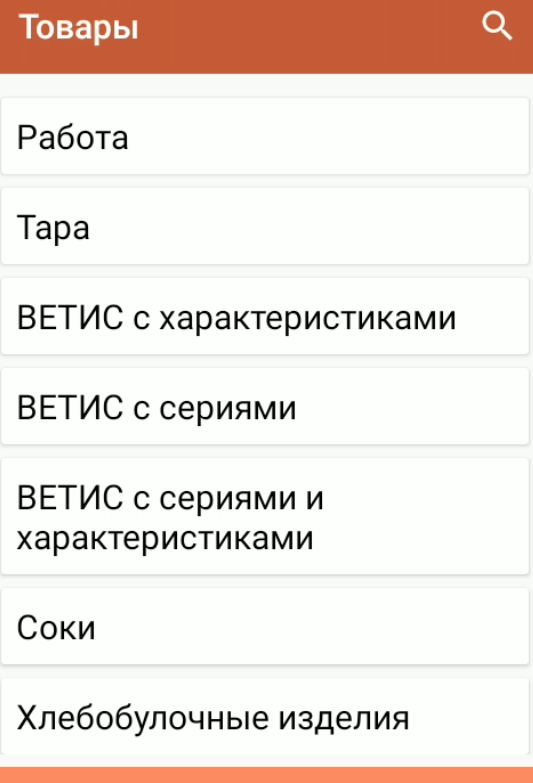 Товары
Работа
Тара
ВЕТИС с характеристиками
ВЕТИС с сериями
ВЕТИС с сериями и
характеристиками
Соки
Хлебобулочные изделия